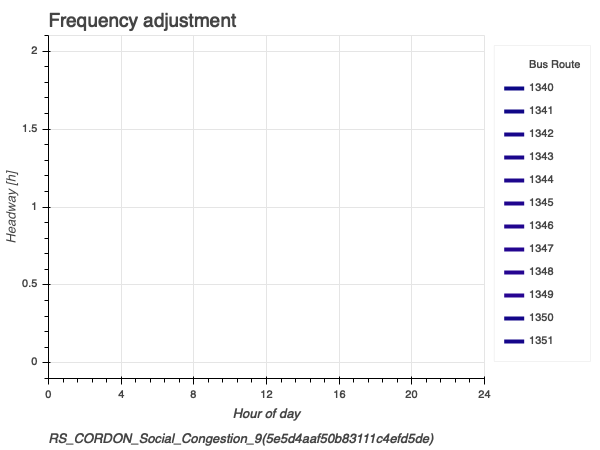 Frequency adjustment
2
1.5
1
0.5
0
Headway [h]
0 4 8 12 16 20 24
Hour of day
RS_CORDON_Social_Congestion_9(5e5d4aaf50b83111c4efd5de)
Bus Route
1340
1341
1342
1343
1344
1345
1346
1347
1348
1349
1350
1351